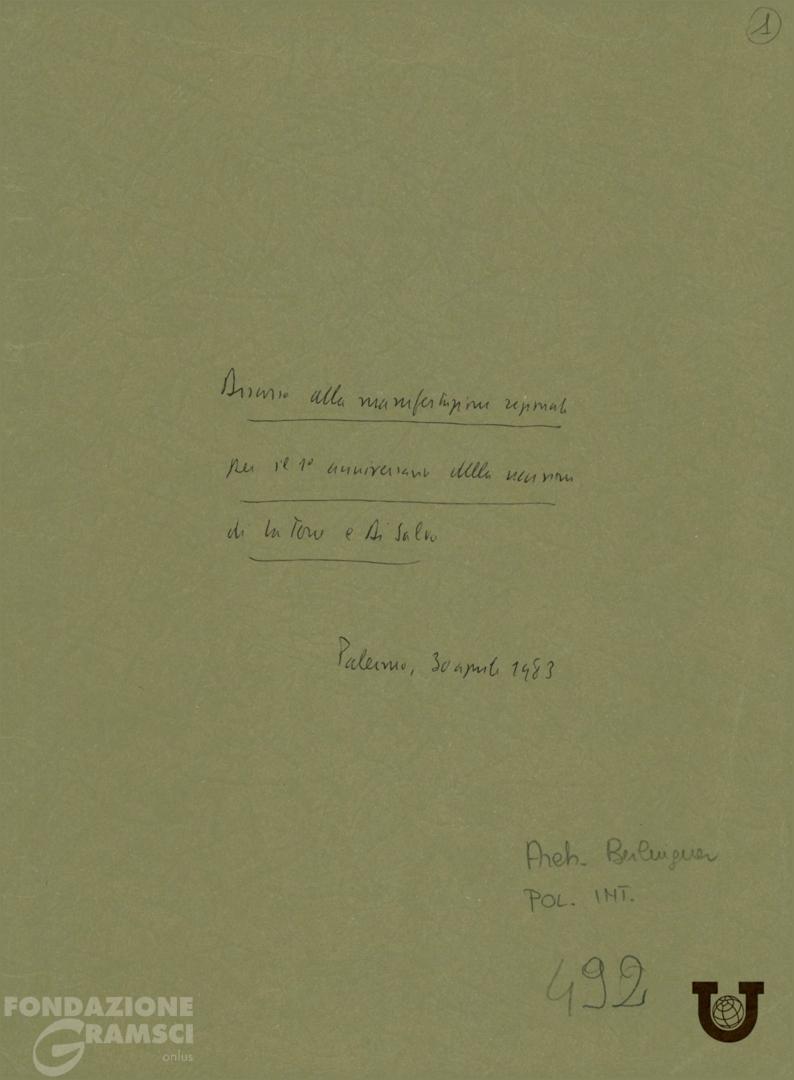 1
Discorso alla manifestazione regionale
per il 1° anniversario della uccisione
di La Torre e Di Salvo
Palermo, 30 aprile 1983
Arch. Berlinguer
POL. INT.
492
FONDAZIONE
GRAMSCI
onlus